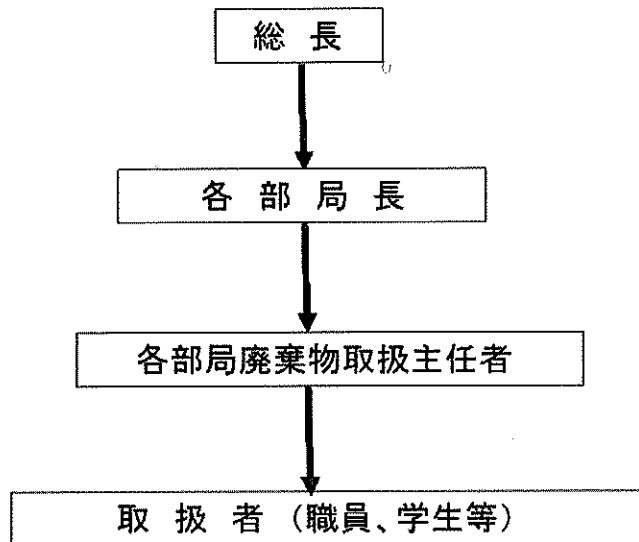 総 長
各 部 局 長
各部局廃棄物取扱主任者
取 扱 者 (職員、学生等)